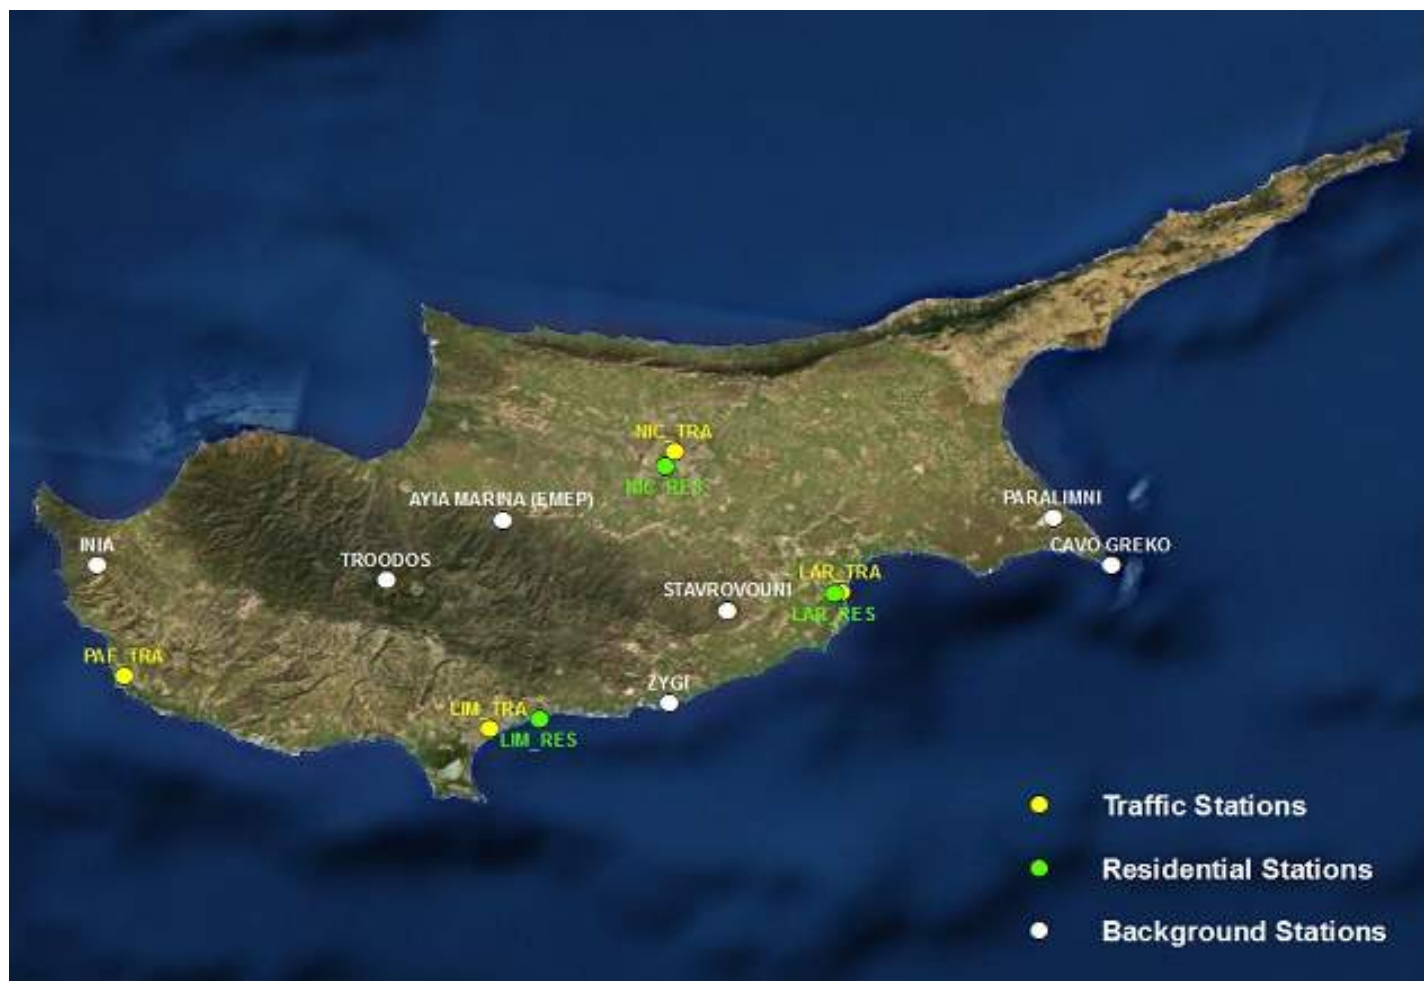 NIC_TRA
NIC_RES
AYIA MARINA (EMEP)
PARALIMNI
INIA
TROODOS
CAVO GREKO
LAR_TRA
STAVROVOUNI
LAR_RES
PAF_TRA
ZYGI
LIM_TRA
LIM_RES
Traffic Stations
Residential Stations
Background Stations